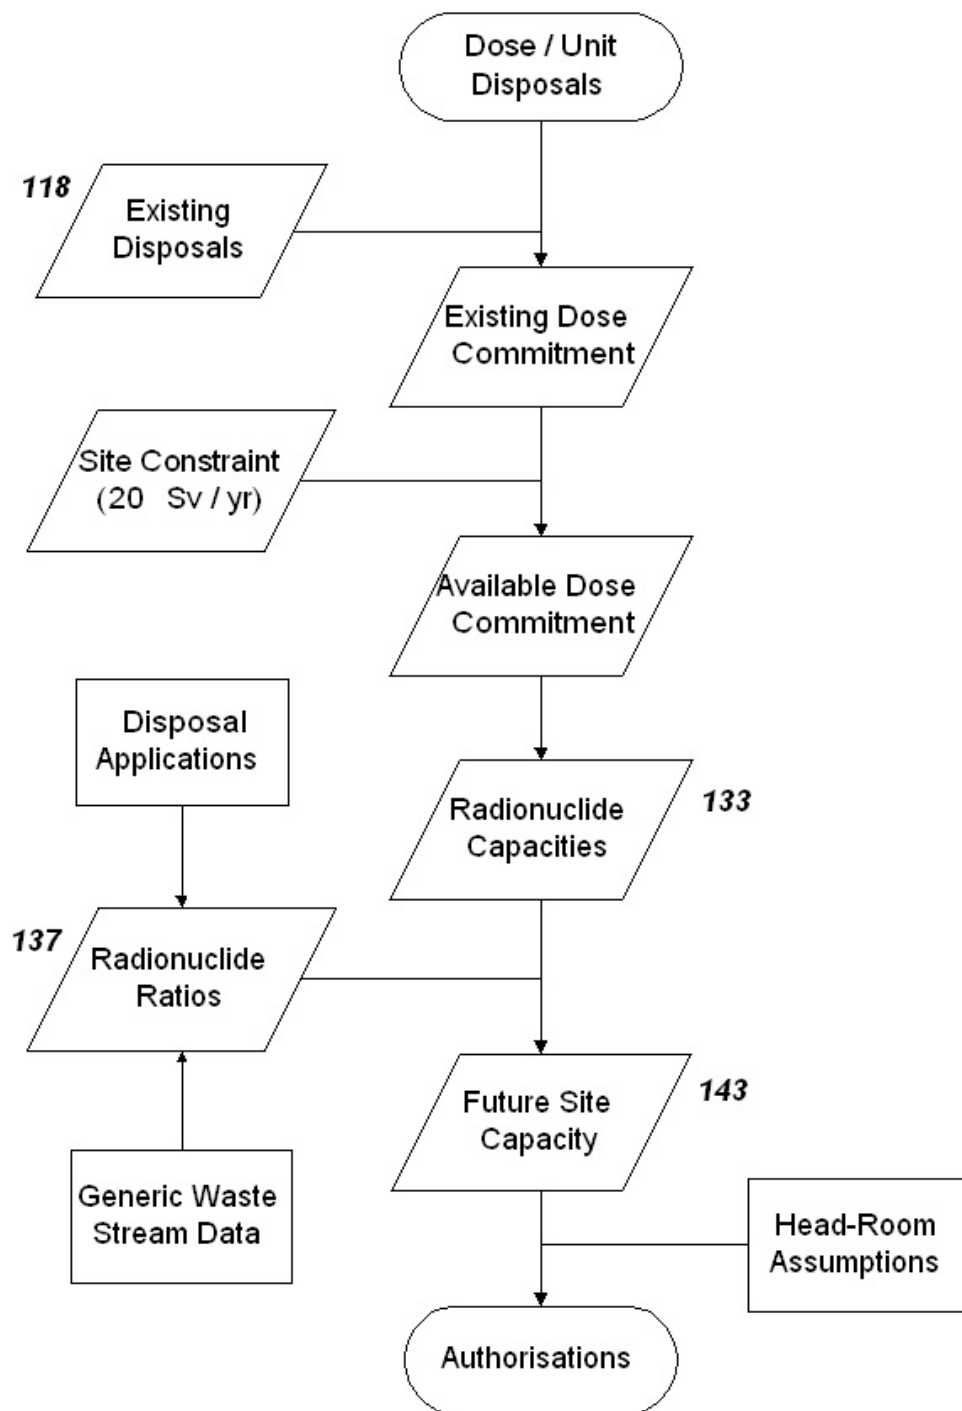 Dose / Unit
Disposals
118
Existing
Disposals
Existing Dose
Commitment
Site Constraint
(20 Sv / yr)
Available Dose
Commitment
Disposal
Applications
Radionuclide
Capacities
133
137
Radionuclide
Ratios
Future Site
Capacity
143
Generic Waste
Stream Data
Head-Room
Assumptions
Authorisations